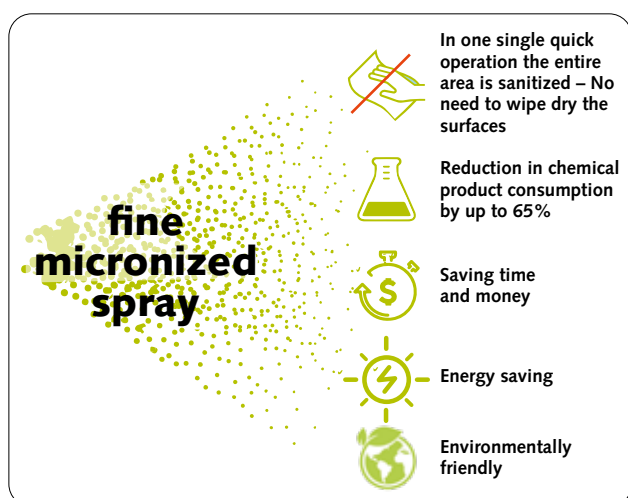 In one single quick
operation the entire
area is sanitized – No
need to wipe dry the
surfaces
Reduction in chemical
product consumption
by up to 65%
fine
micronized
spray
$
Saving time
and money
Energy saving
Environmentally
friendly